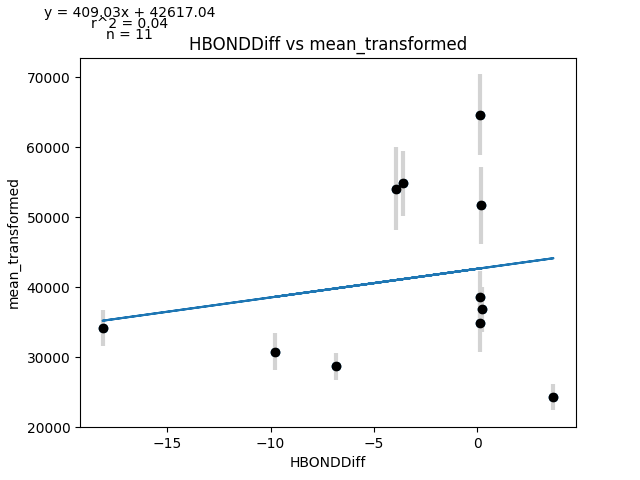 y = 409.03x + 42617.04
r^2 = 0.04
n = 11
HBONDDiff vs mean_transformed
70000
60000
50000
40000
30000
20000
mean_transformed
−15
−10
−5
0
HBONDDiff